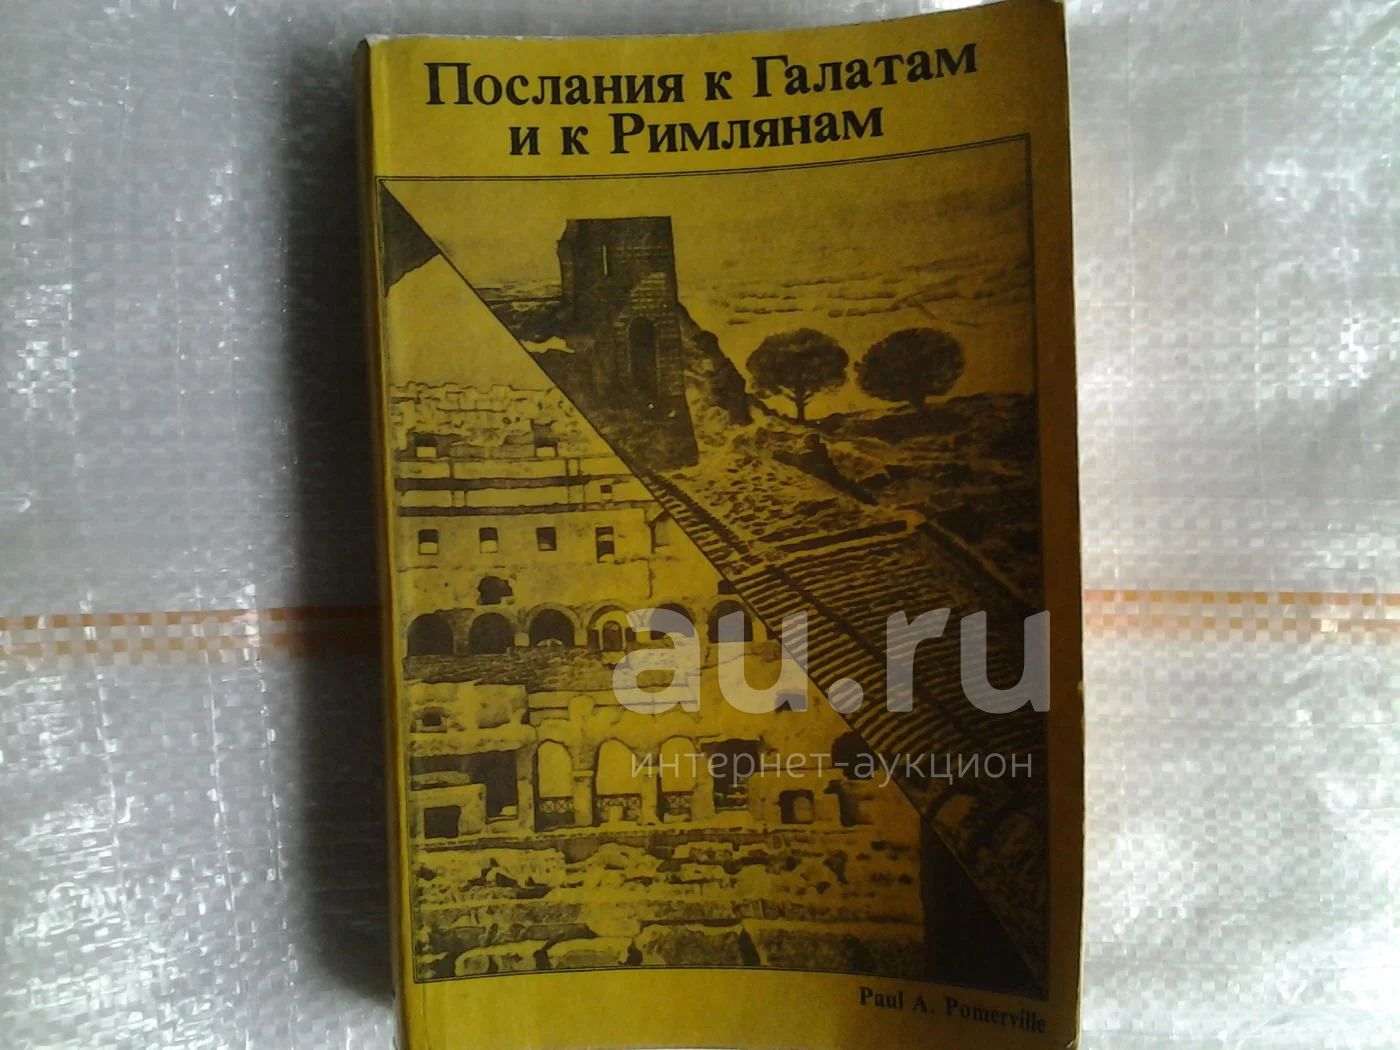 Послания к Галатам
и к Римлянам
au.ru
интернет-аукцион
Paul A. Pomerville